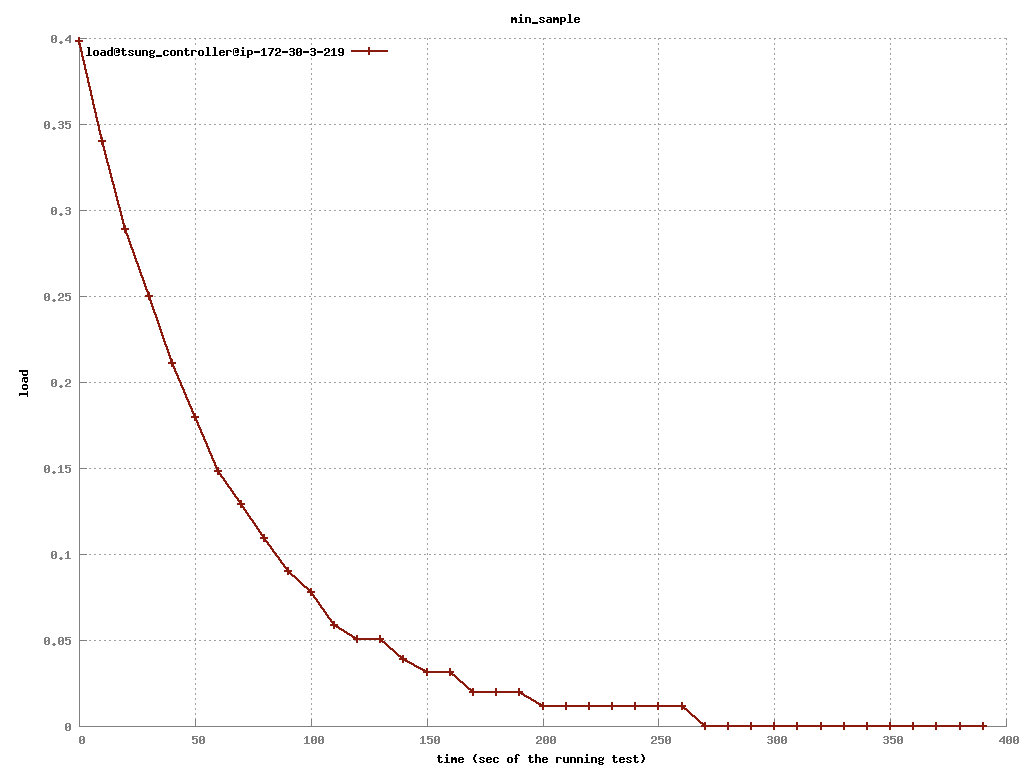 min_sample
load@tsung_controller@ip-172-30-3-219
0.4
0.35
0.3
0.25
0.2
0.15
0.1
0.05
0
load
0 50 100 150 200 250 300 350 400
time (sec of the running test)